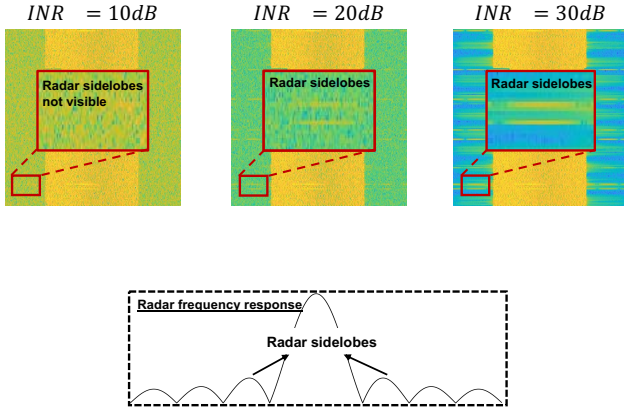 INR = 10dB
INR = 20dB
INR = 30dB
Radar sidelobes
not visible
Radar sidelobes
Radar sidelobes
Radar frequency response
Radar sidelobes